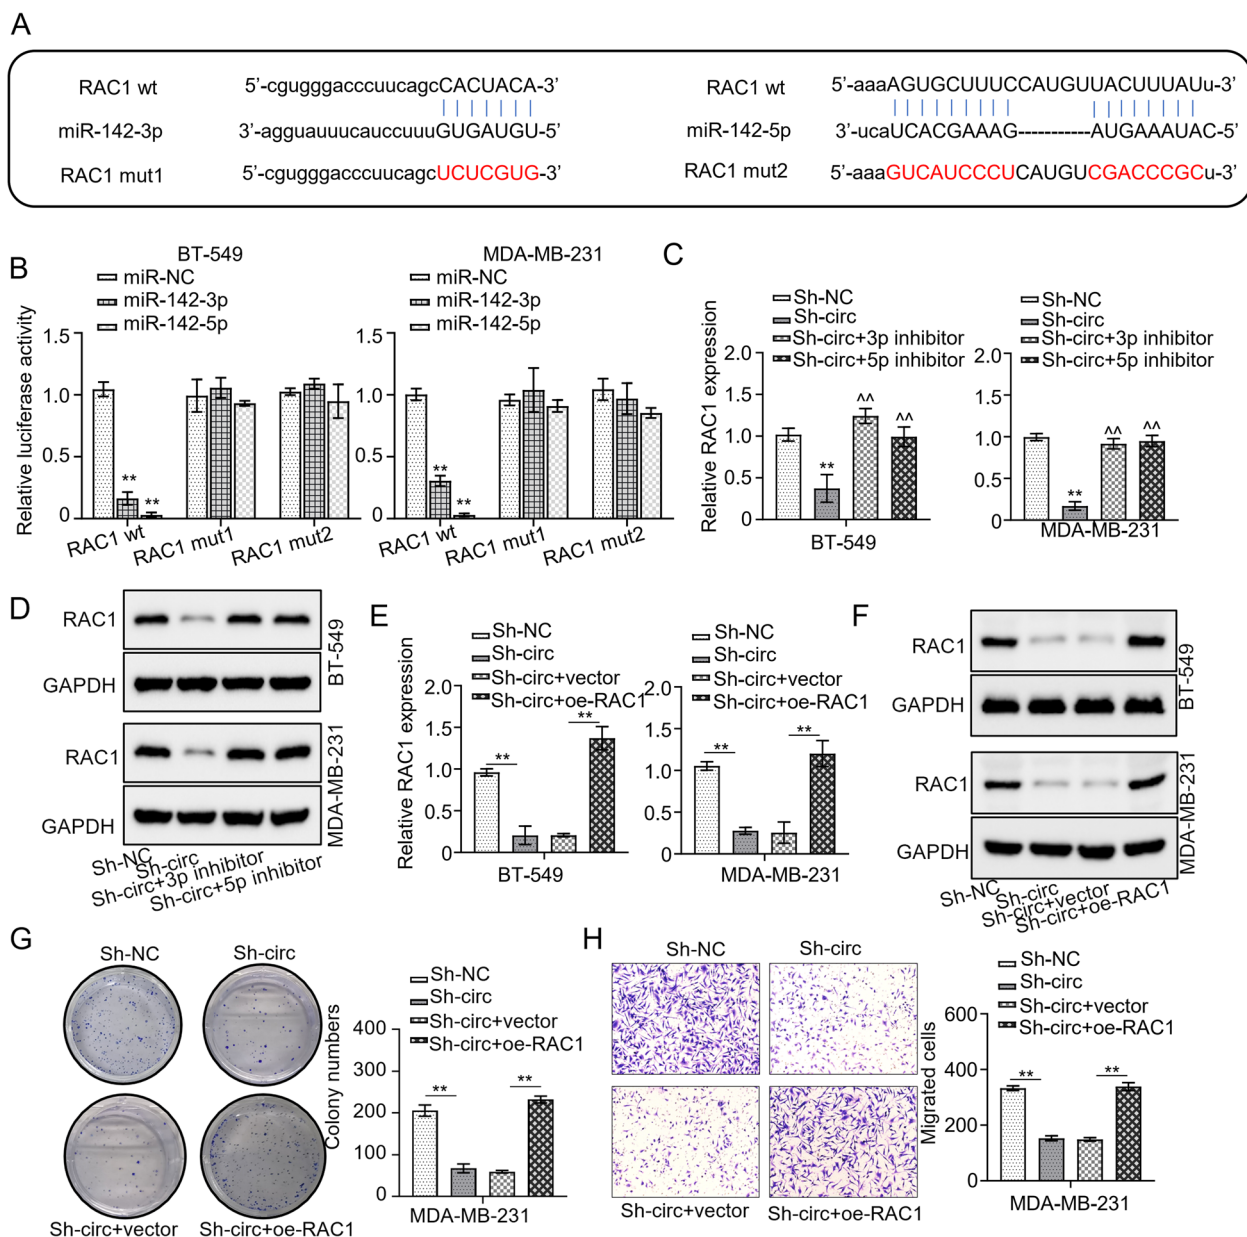 A
RAC1 wt 5’-cgugggacccuucagcCACUACA-3’
miR-142-3p 3’-agguauuucauccuuuGUGAUGU-5’
RAC1 mut1 5’-cgugggacccuucagcUCUCGUG-3’
RAC1 wt 5’-aaaAGUGCUUUCCAUGUUACUUUAUu-3’
miR-142-5p 3’-ucaUCACGAAAG-----------AUGAAAUAC-5’
RAC1 mut2 5’-aaaGUCAUCCCUCAUGUCGACCCGCu-3’
B
BT-549
miR-NC
miR-142-3p
miR-142-5p
Relative luciferase activity
1.5
1.0
0.5
0
**
**
RAC1 wt
RAC1 mut1
RAC1 mut2
MDA-MB-231
miR-NC
miR-142-3p
miR-142-5p
1.5
1.0
0.5
0
**
**
RAC1 wt
RAC1 mut1
RAC1 mut2
C
Sh-NC
Sh-circ
Sh-circ+3p inhibitor
Sh-circ+5p inhibitor
Relative RAC1 expression
2.0
1.5
1.0
0.5
0
**
^^
^^
BT-549
Sh-NC
Sh-circ
Sh-circ+3p inhibitor
Sh-circ+5p inhibitor
2.0
1.5
1.0
0.5
0
**
^^
^^
MDA-MB-231
D
RAC1
GAPDH
BT-549
RAC1
GAPDH
MDA-MB-231
Sh-NC
Sh-circ
Sh-circ+3p inhibitor
Sh-circ+5p inhibitor
E
Sh-NC
Sh-circ
Sh-circ+vector
Sh-circ+oe-RAC1
Relative RAC1 expression
2.0
1.5
1.0
0.5
0
**
**
BT-549
Sh-NC
Sh-circ
Sh-circ+vector
Sh-circ+oe-RAC1
2.0
1.5
1.0
0.5
0
**
**
MDA-MB-231
F
RAC1
GAPDH
BT-549
RAC1
GAPDH
MDA-MB-231
Sh-NC
Sh-circ
Sh-circ+vector
Sh-circ+oe-RAC1
G
Sh-NC
Sh-circ
Sh-circ+vector
Sh-circ+oe-RAC1
Sh-NC
Sh-circ
Sh-circ+vector
Sh-circ+oe-RAC1
Colony numbers
400
300
200
100
0
**
**
MDA-MB-231
H
Sh-NC
Sh-circ
Sh-circ+vector
Sh-circ+oe-RAC1
Sh-NC
Sh-circ
Sh-circ+vector
Sh-circ+oe-RAC1
Migrated cells
600
400
200
0
**
**
MDA-MB-231